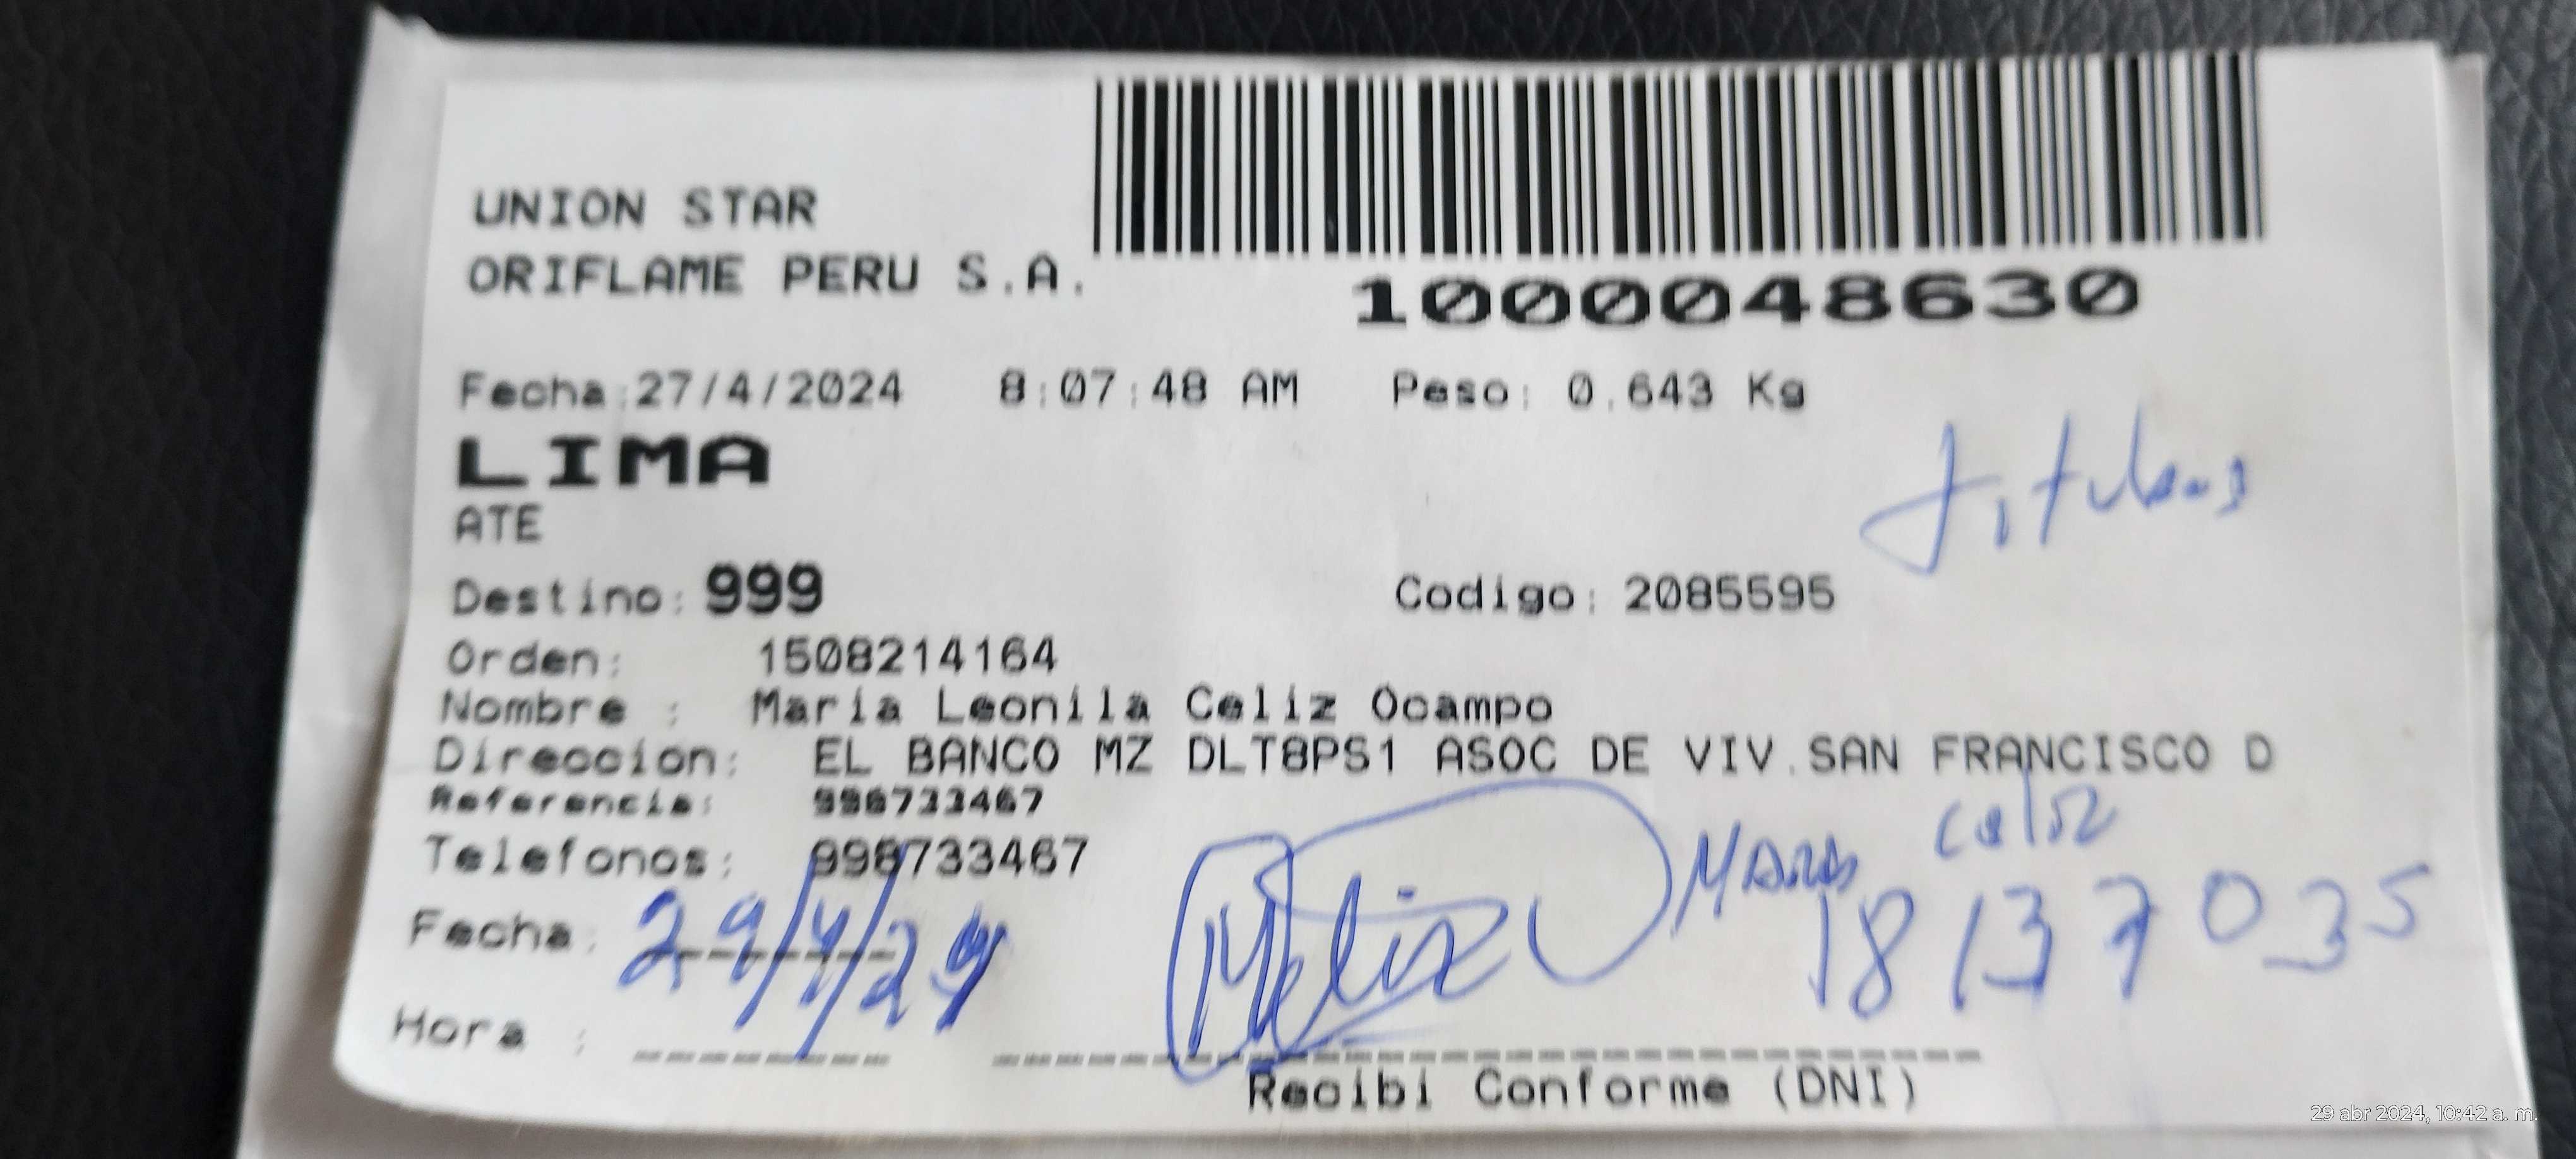 UNION STAR
ORIFLAME PERU S.A.
1000048630
Fecha:27/4/2024 8:07:48 AM Peso: 0.643 Kg
LIMA
ATE
Destino: 999 Codigo: 2085595
Orden: 1508214164
Nombre : Maria Leonila Celiz Ocampo
Direccion: EL BANCO MZ DLT8PS1 ASOC DE VIV.SAN FRANCISCO D
Referencia: 998733467
Telefonos: 998733467
Maria Celiz
18137035
Fecha: 29/4/24
Hora :
Recibi Conforme (DNI)
29 abr 2024, 10:42 a. m.